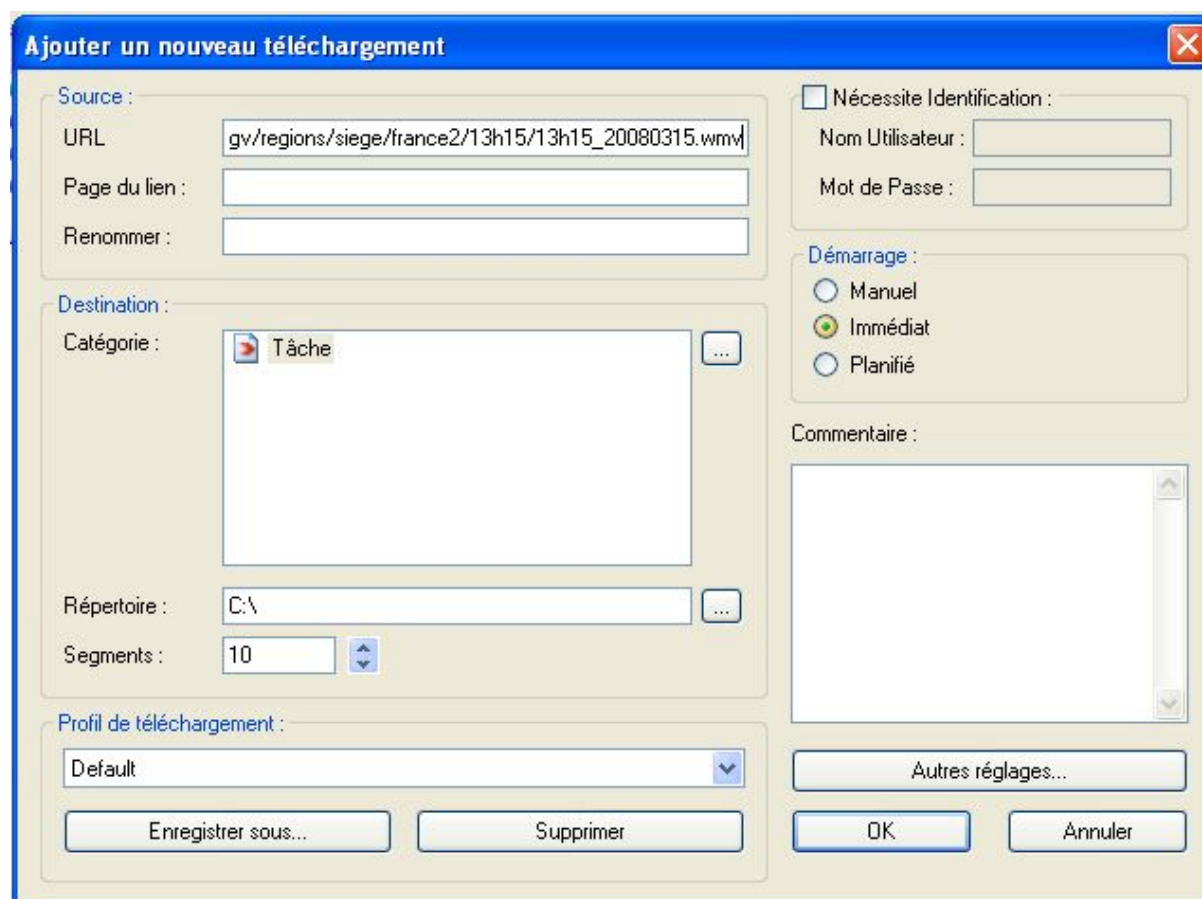 Ajouter un nouveau téléchargement
Source :
URL
gv/regions/siege/france2/13h15/13h15_20080315.wmv
Page du lien :
Renommer :
Destination :
Catégorie :
Tâche
...
Répertoire :
C:\
...
Segments :
10
Profil de téléchargement :
Default
Enregistrer sous...
Supprimer
Nécessite Identification :
Nom Utilisateur :
Mot de Passe :
Démarrage :
Manuel
Immédiat
Planifié
Commentaire :
Autres réglages...
OK
Annuler